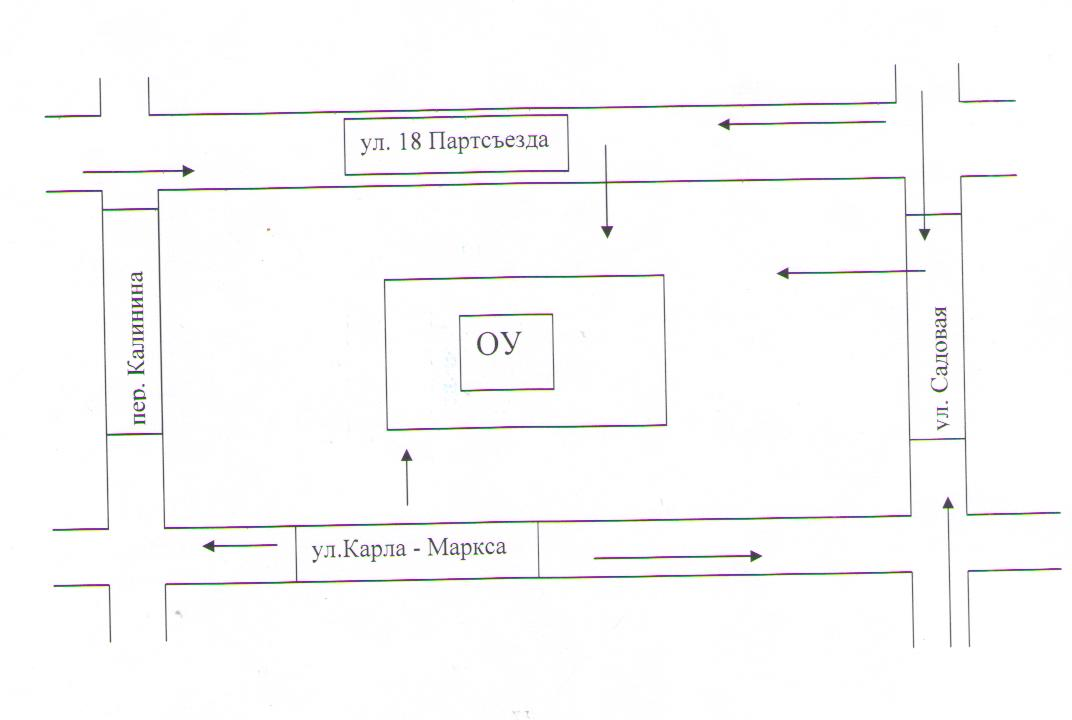 ул. 18 Партсъезда
пер. Калинина
ОУ
ул. Садовая
ул.Карла - Маркса